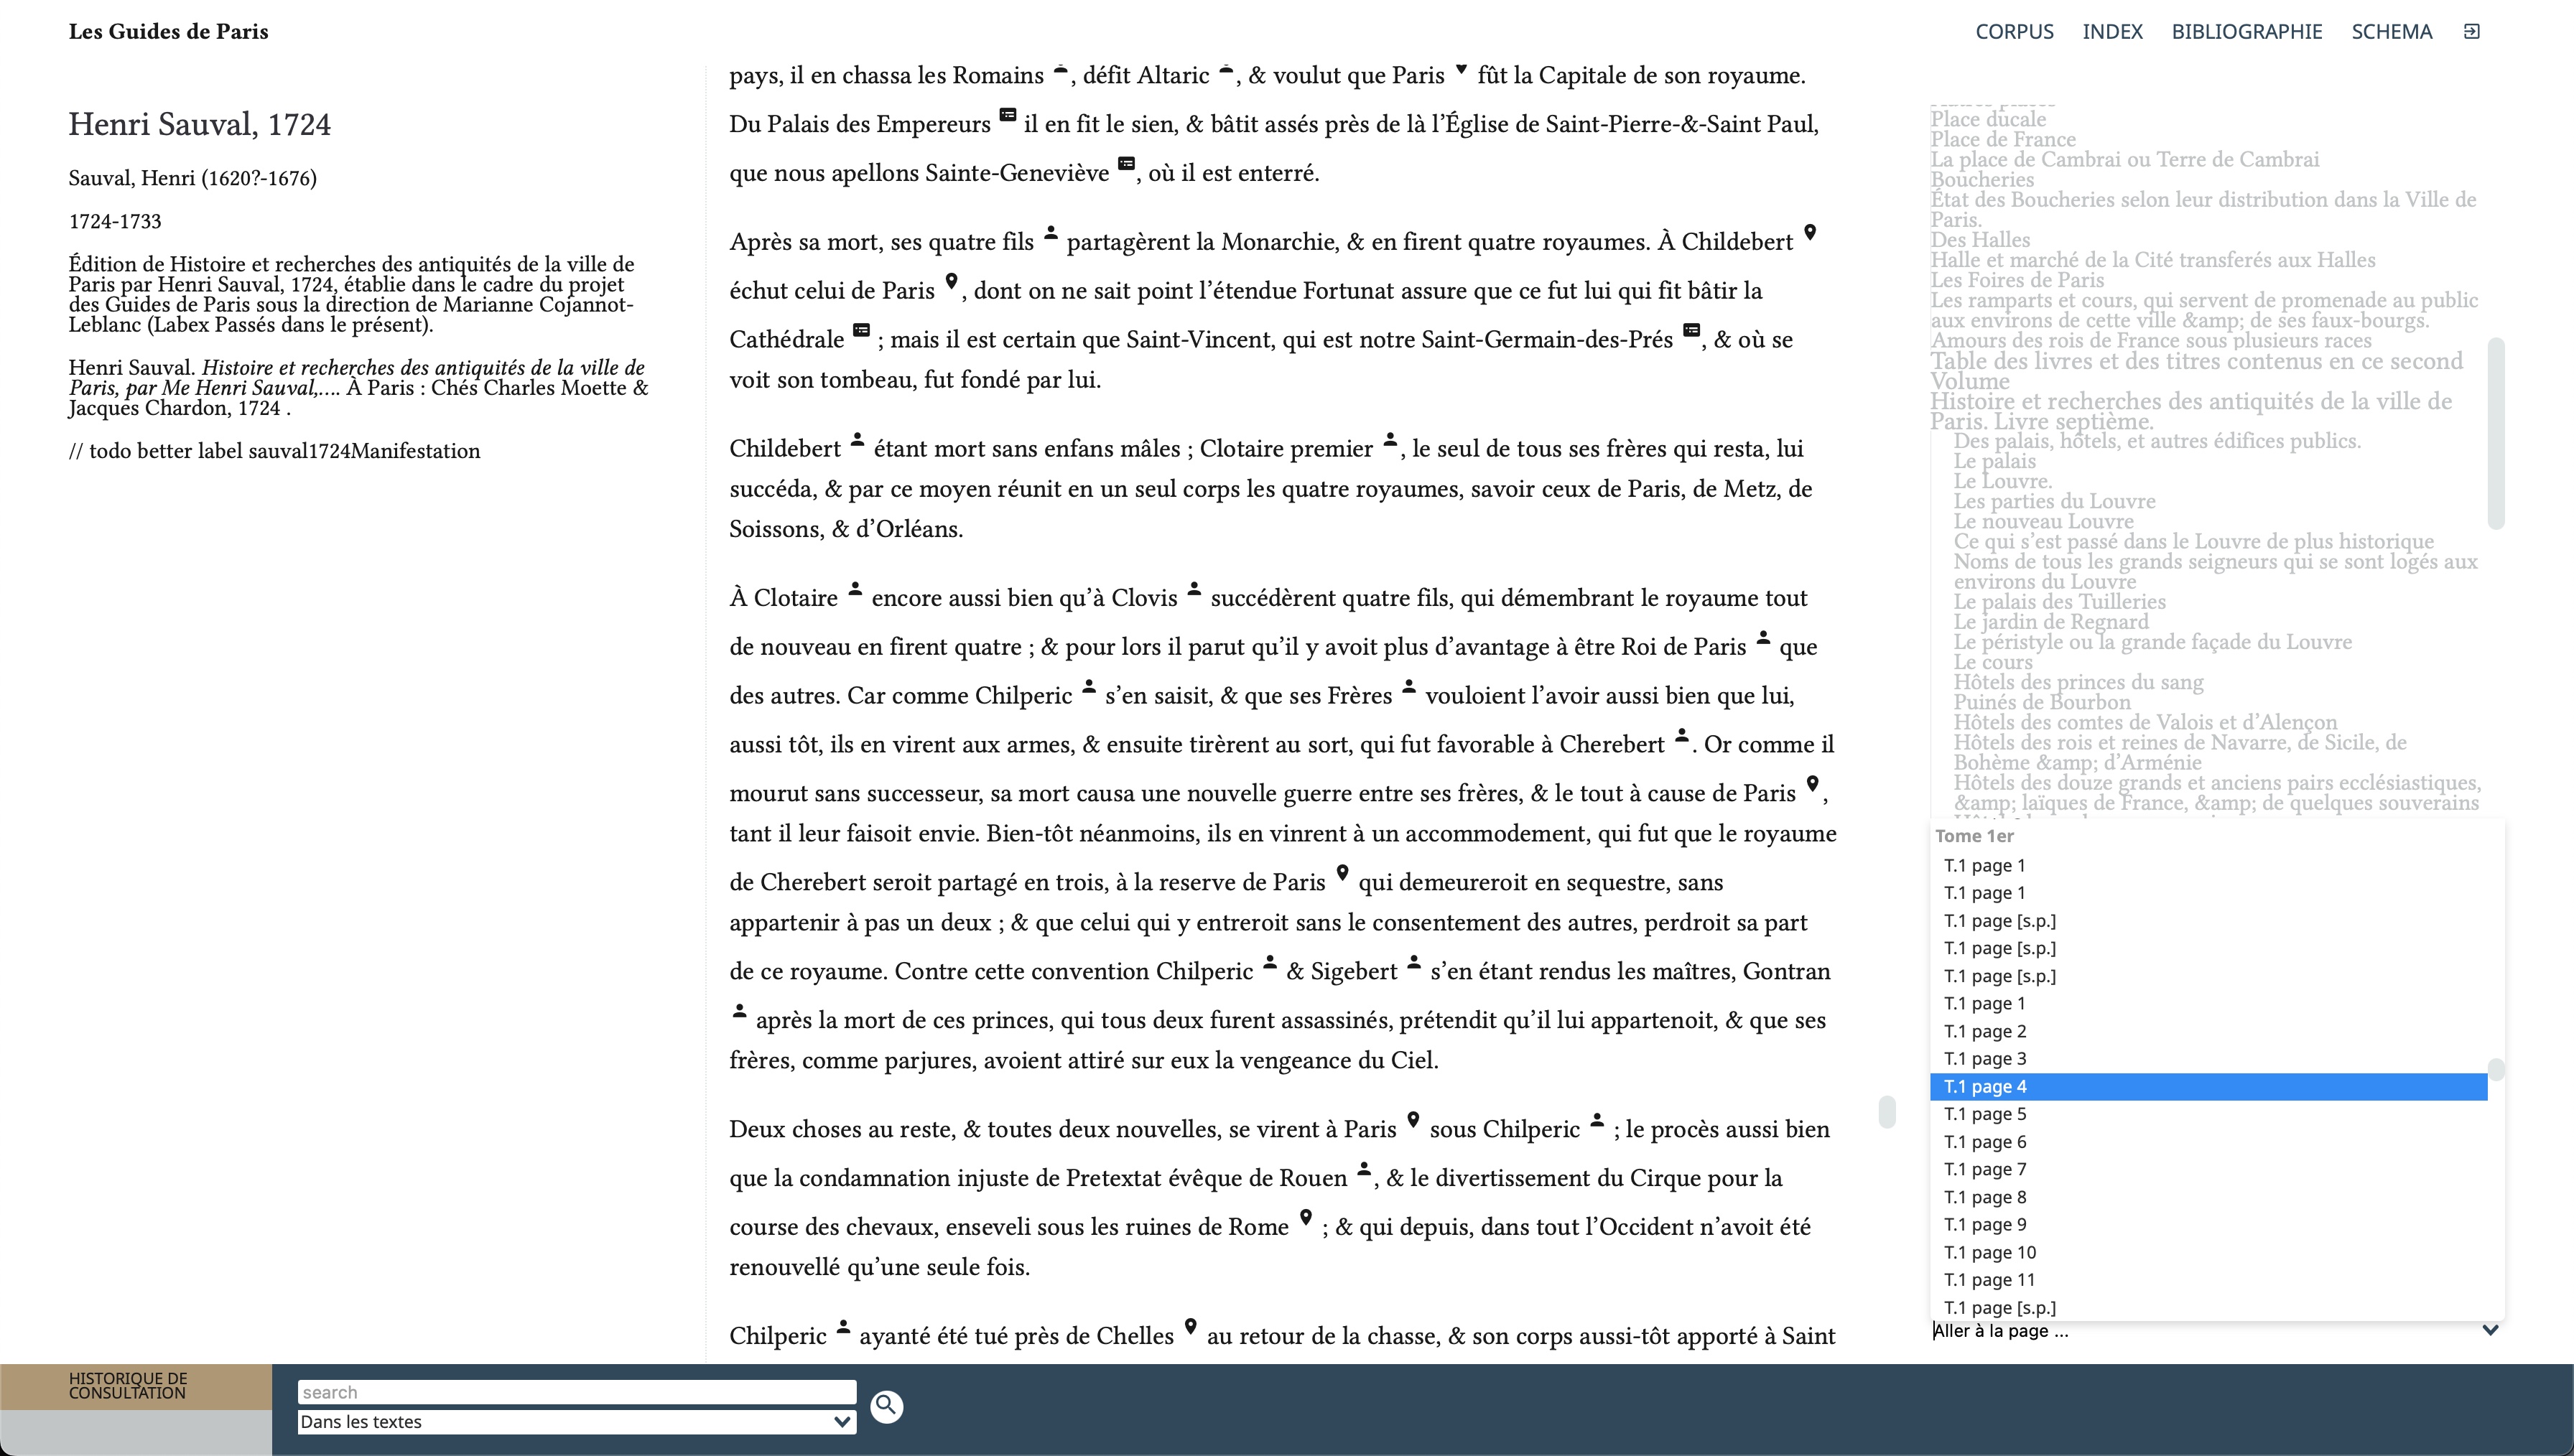 Les Guides de Paris
CORPUS INDEX BIBLIOGRAPHIE SCHEMA
Henri Sauval, 1724
Sauval, Henri (1620?-1676)
1724-1733
Édition de Histoire et recherches des antiquités de la ville de
Paris par Henri Sauval, 1724, établie dans le cadre du projet
des Guides de Paris sous la direction de Marianne Cojannot-
Leblanc (Labex Passés dans le présent).
Henri Sauval. Histoire et recherches des antiquités de la ville de
Paris, par Me Henri Sauval,…. À Paris : Chés Charles Moette &
Jacques Chardon, 1724 .
// todo better label sauval1724Manifestation
pays, il en chassa les Romains , défit Altaric , & voulut que Paris fût la Capitale de son royaume.
Du Palais des Empereurs il en fit le sien, & bâtit assés près de là l’Église de Saint-Pierre-&-Saint Paul,
que nous apellons Sainte-Geneviève , où il est enterré.
Après sa mort, ses quatre fils partagèrent la Monarchie, & en firent quatre royaumes. À Childebert
échut celui de Paris , dont on ne sait point l’étendue Fortunat assure que ce fut lui qui fit bâtir la
Cathédrale ; mais il est certain que Saint-Vincent, qui est notre Saint-Germain-des-Prés , & où se
voit son tombeau, fut fondé par lui.
Childebert étant mort sans enfans mâles ; Clotaire premier , le seul de tous ses frères qui resta, lui
succéda, & par ce moyen réunit en un seul corps les quatre royaumes, savoir ceux de Paris, de Metz, de
Soissons, & d’Orléans.
À Clotaire encore aussi bien qu’à Clovis succédèrent quatre fils, qui démembrant le royaume tout
de nouveau en firent quatre ; & pour lors il parut qu’il y avoit plus d’avantage à être Roi de Paris que
des autres. Car comme Chilperic s’en saisit, & que ses Frères vouloient l’avoir aussi bien que lui,
aussi tôt, ils en virent aux armes, & ensuite tirèrent au sort, qui fut favorable à Cherebert . Or comme il
mourut sans successeur, sa mort causa une nouvelle guerre entre ses frères, & le tout à cause de Paris ,
tant il leur faisoit envie. Bien-tôt néanmoins, ils en vinrent à un accommodement, qui fut que le royaume
de Cherebert seroit partagé en trois, à la reserve de Paris qui demeureroit en sequestre, sans
appartenir à pas un deux ; & que celui qui y entreroit sans le consentement des autres, perdroit sa part
de ce royaume. Contre cette convention Chilperic & Sigebert s’en étant rendus les maîtres, Gontran
après la mort de ces princes, qui tous deux furent assassinés, prétendit qu’il lui appartenoit, & que ses
frères, comme parjures, avoient attiré sur eux la vengeance du Ciel.
Deux choses au reste, & toutes deux nouvelles, se virent à Paris sous Chilperic ; le procès aussi bien
que la condamnation injuste de Pretextat évêque de Rouen , & le divertissement du Cirque pour la
course des chevaux, enseveli sous les ruines de Rome ; & qui depuis, dans tout l’Occident n’avoit été
renouvellé qu’une seule fois.
Chilperic ayanté été tué près de Chelles au retour de la chasse, & son corps aussi-tôt apporté à Saint
Place ducale
Place de France
La place de Cambrai ou Terre de Cambrai
Boucheries
État des Boucheries selon leur distribution dans la Ville de
Paris.
Des Halles
Halle et marché de la Cité transferés aux Halles
Les Foires de Paris
Les ramparts et cours, qui servent de promenade au public
aux environs de cette ville &amp; de ses faux-bourgs.
Amours des rois de France sous plusieurs races
Table des livres et des titres contenus en ce second
Volume
Histoire et recherches des antiquités de la ville de
Paris. Livre septième.
Des palais, hôtels, et autres édifices publics.
Le palais
Le Louvre.
Les parties du Louvre
Le nouveau Louvre
Ce qui s’est passé dans le Louvre de plus historique
Noms de tous les grands seigneurs qui se sont logés aux
environs du Louvre
Le palais des Tuilleries
Le jardin de Regnard
Le péristyle ou la grande façade du Louvre
Le cours
Hôtels des princes du sang
Puinés de Bourbon
Hôtels des comtes de Valois et d’Alençon
Hôtels des rois et reines de Navarre, de Sicile, de
Bohème &amp; d’Arménie
Hôtels des douze grands et anciens pairs ecclésiastiques,
&amp; laïques de France, &amp; de quelques souverains
Tome 1er
T.1 page 1
T.1 page 1
T.1 page [s.p.]
T.1 page [s.p.]
T.1 page [s.p.]
T.1 page 1
T.1 page 2
T.1 page 3
T.1 page 4
T.1 page 5
T.1 page 6
T.1 page 7
T.1 page 8
T.1 page 9
T.1 page 10
T.1 page 11
T.1 page [s.p.]
Aller à la page ...
HISTORIQUE DE
CONSULTATION
search
Dans les textes